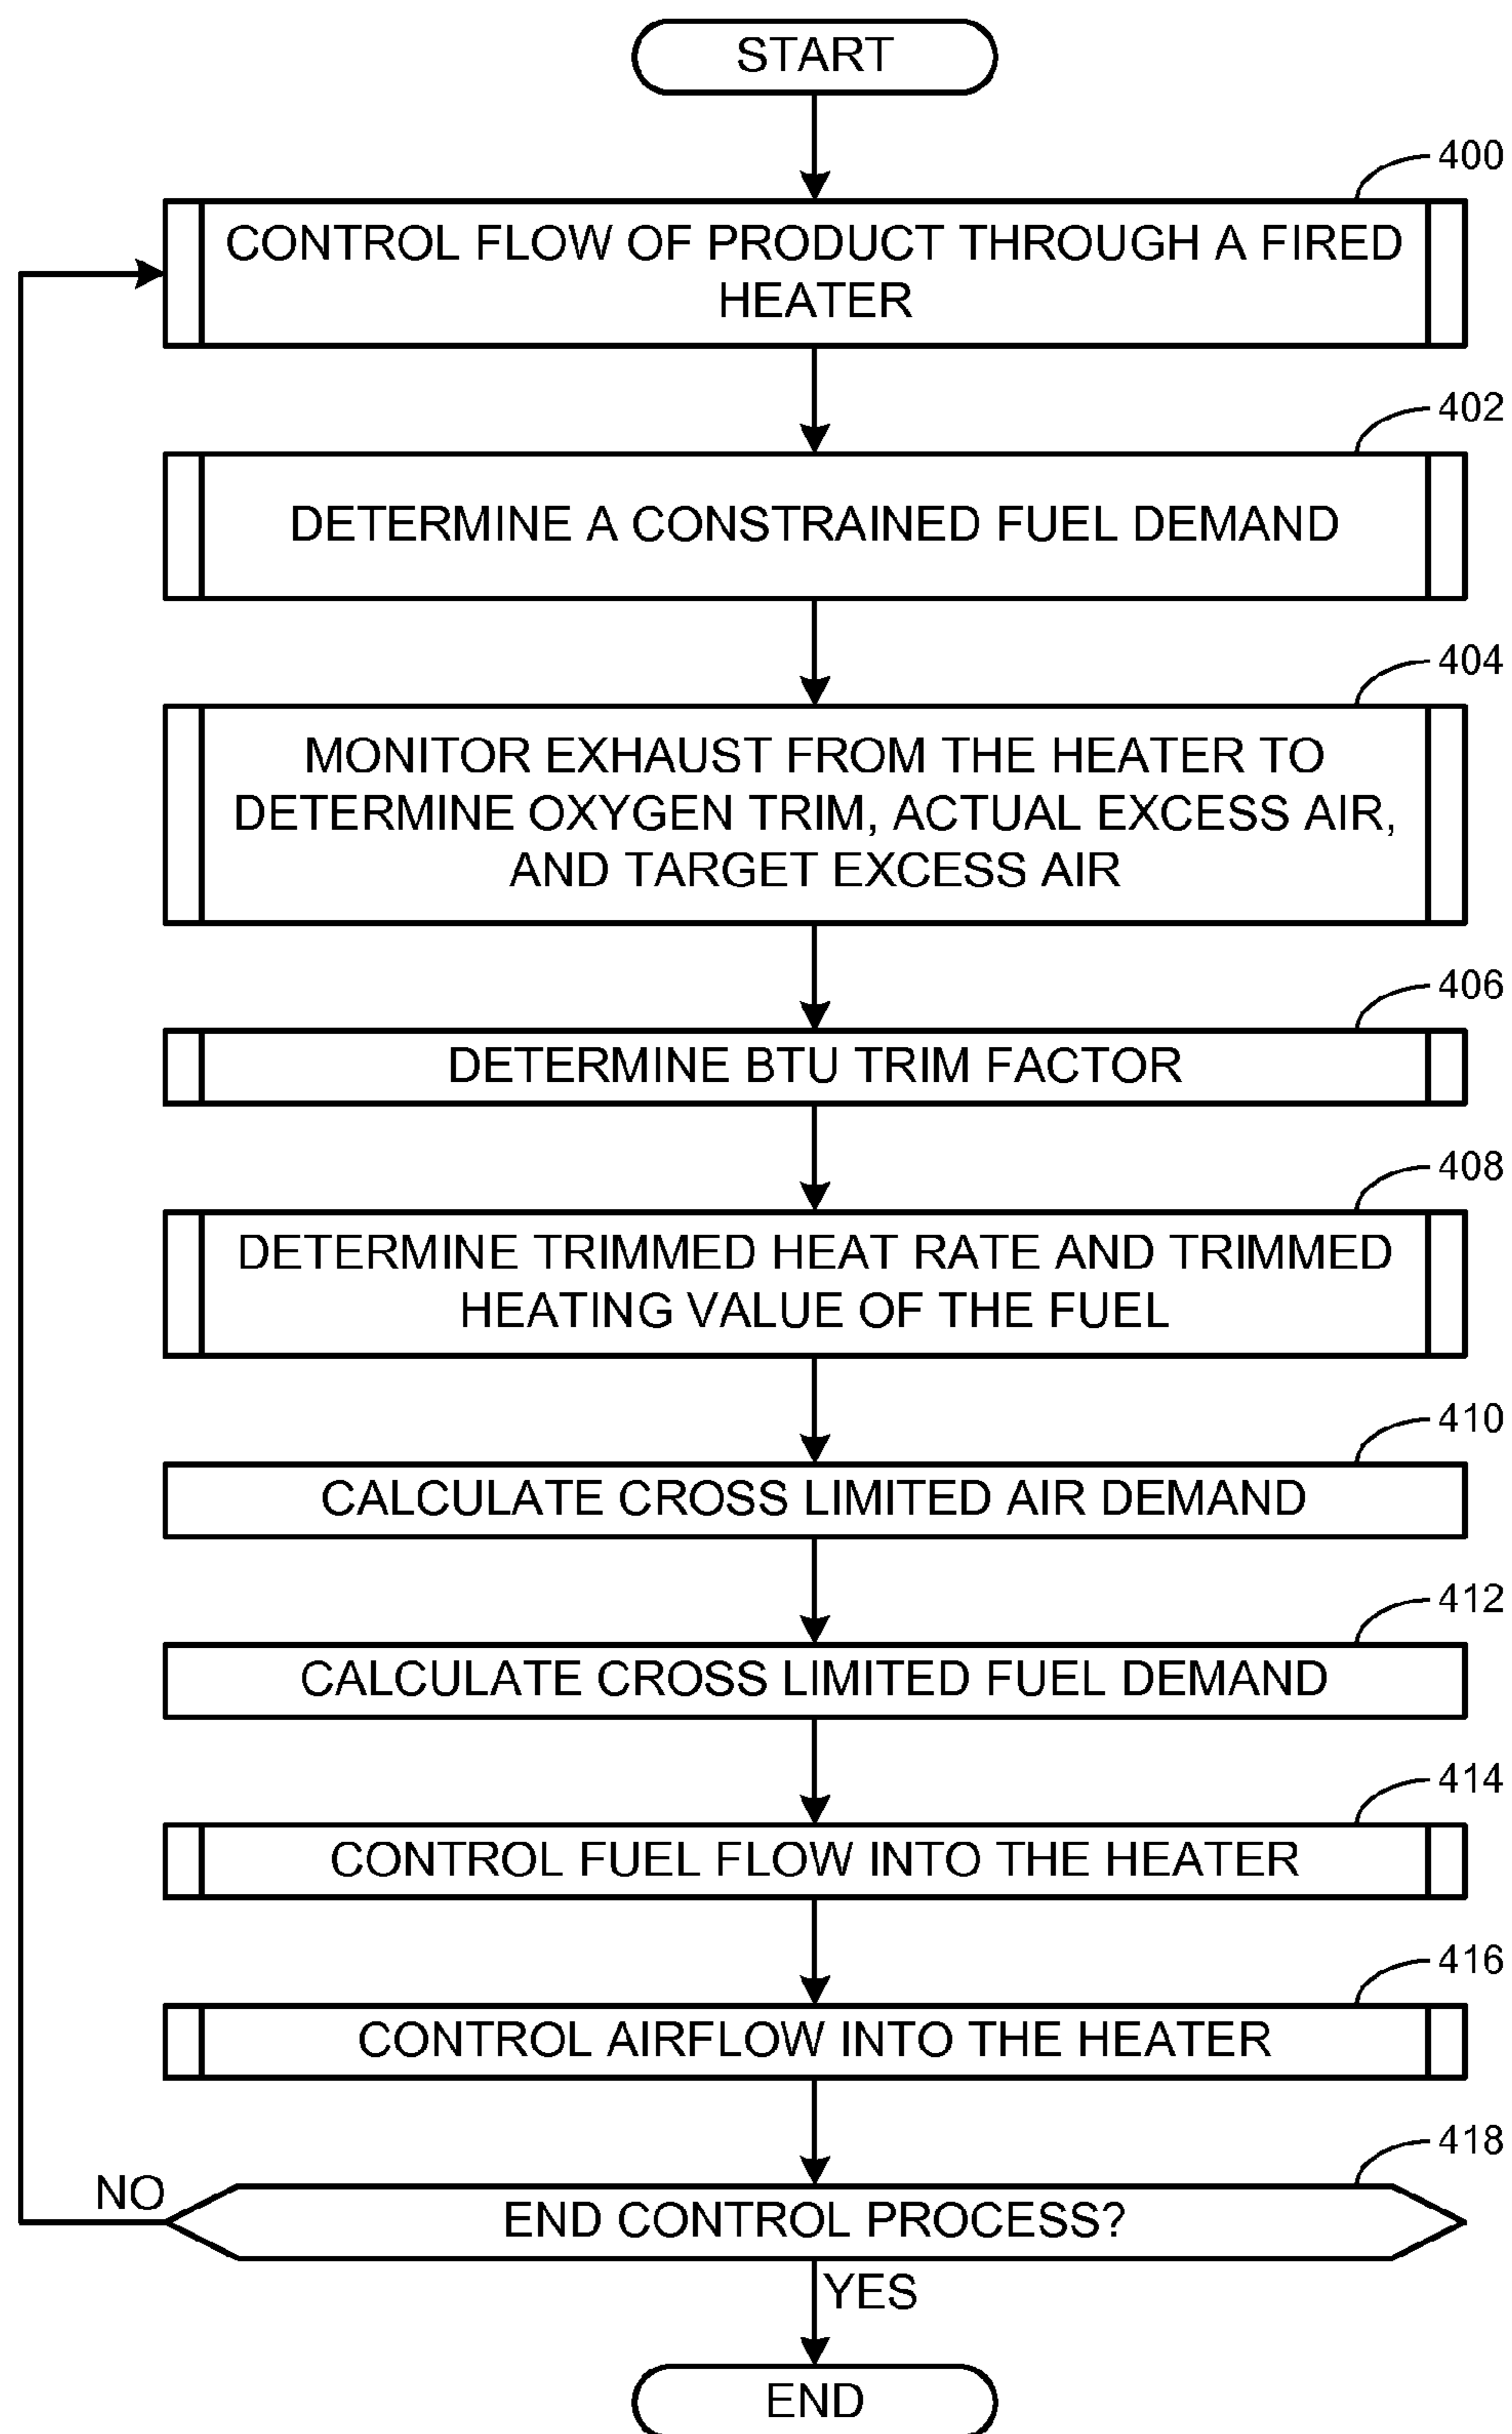 START
400
CONTROL FLOW OF PRODUCT THROUGH A FIRED
HEATER
402
DETERMINE A CONSTRAINED FUEL DEMAND
404
MONITOR EXHAUST FROM THE HEATER TO
DETERMINE OXYGEN TRIM, ACTUAL EXCESS AIR,
AND TARGET EXCESS AIR
406
DETERMINE BTU TRIM FACTOR
408
DETERMINE TRIMMED HEAT RATE AND TRIMMED
HEATING VALUE OF THE FUEL
410
CALCULATE CROSS LIMITED AIR DEMAND
412
CALCULATE CROSS LIMITED FUEL DEMAND
414
CONTROL FUEL FLOW INTO THE HEATER
416
CONTROL AIRFLOW INTO THE HEATER
418
NO
END CONTROL PROCESS?
YES
END